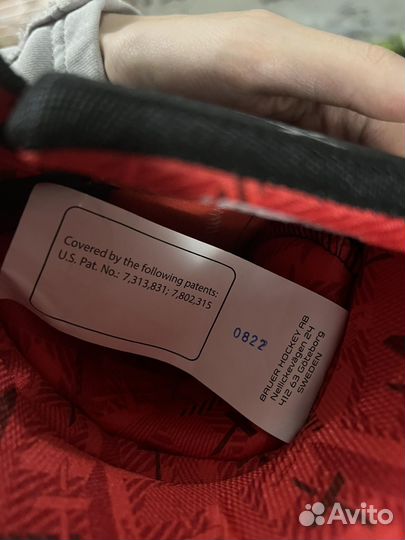 Covered by the following patents:
U.S. Pat. No.: 7,313,831; 7,802,315
0822
BAUER HOCKEY AB
Nellickevägen 24
412 63 Göteborg
SWEDEN
Avito